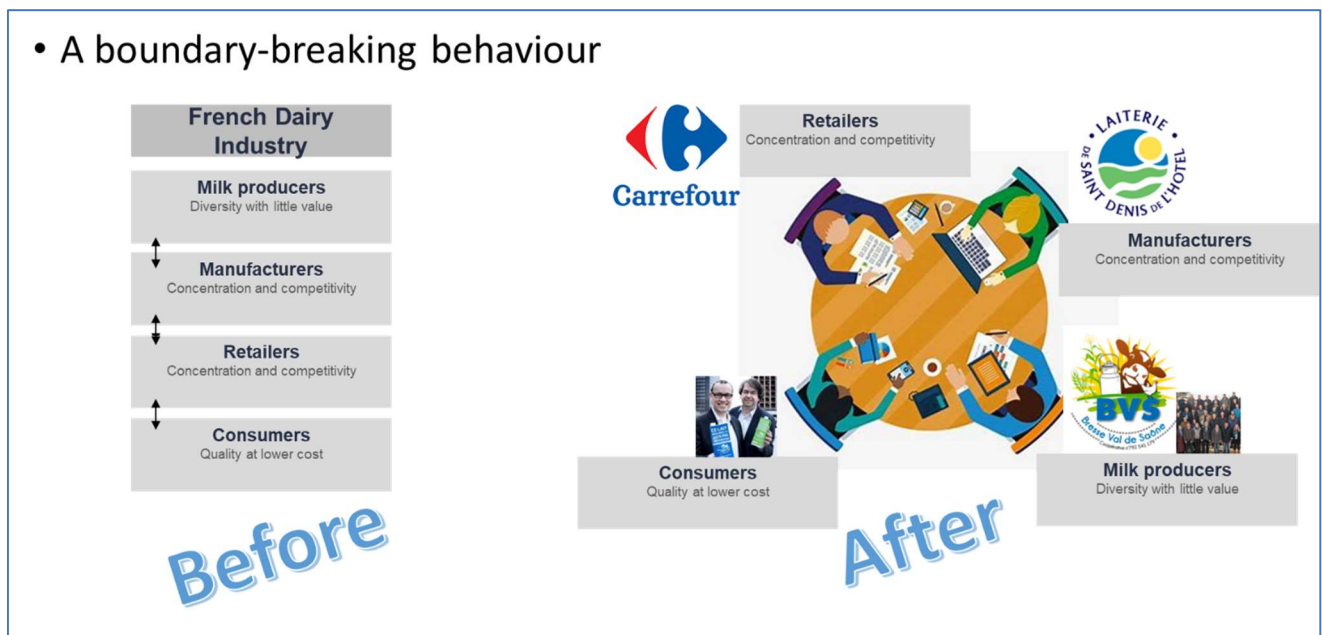 • A boundary-breaking behaviour
French Dairy
Industry
Milk producers
Diversity with little value
Manufacturers
Concentration and competitivity
Retailers
Concentration and competitivity
Consumers
Quality at lower cost
Before
Carrefour
Retailers
Concentration and competitivity
• LAITERIE •
DE SAINT DENIS DE L'HOTEL
Manufacturers
Concentration and competitivity
BVS
Bresse Val de Saône
Consumers
Quality at lower cost
Milk producers
Diversity with little value
After